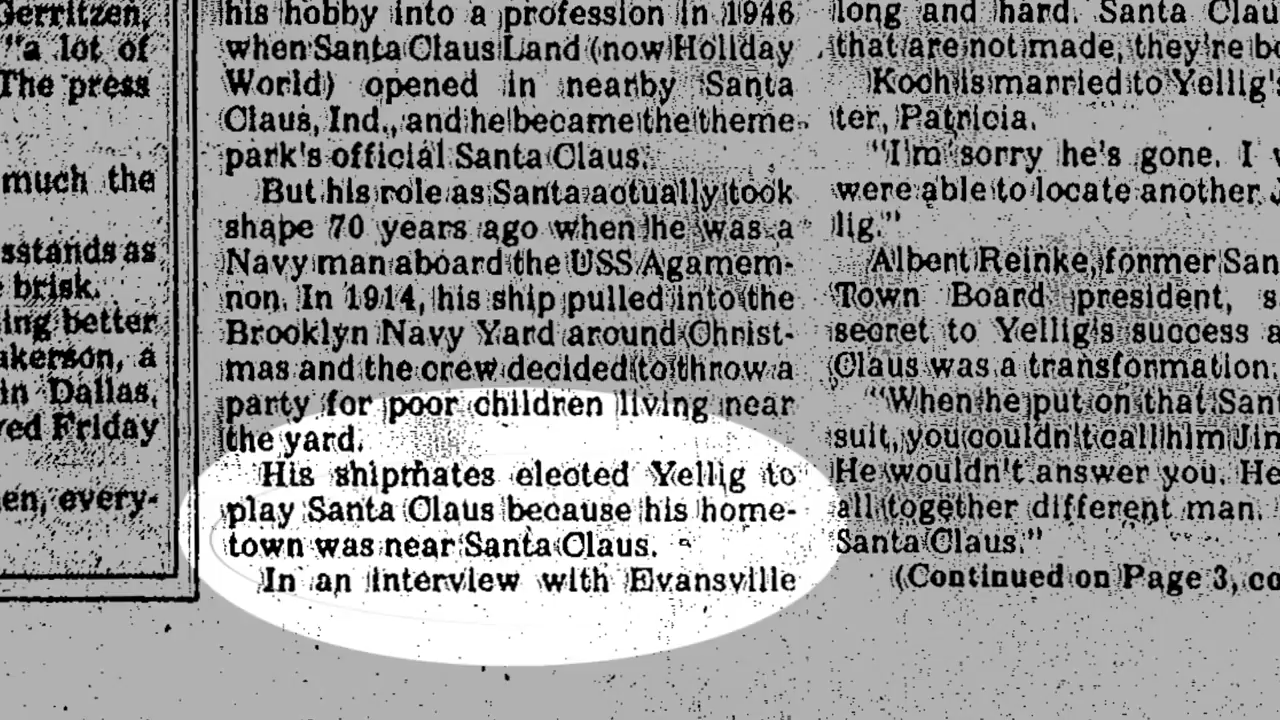 Gerritzen,
"a lot of
The press
much the
sstands as
brisk.
ing better
akerson, a
in Dallas,
red Friday
en, every-
his hobby into a profession in 1946
when Santa Claus Land (now Holiday
World) opened in nearby Santa
Claus, Ind., and he became the theme
park's official Santa Claus.
But his role as Santa actually took
shape 70 years ago when he was a
Navy man aboard the USS Agamem-
non. In 1914, his ship pulled into the
Brooklyn Navy Yard around Christ-
mas and the crew decided to throw a
party for poor children living near
the yard.
His shipmates elected Yellig to
play Santa Claus because his home-
town was near Santa Claus.
In an interview with Evansville
long and hard. Santa Clau
that are not made, they're b
Koch is married to Yellig's
ter, Patricia.
"I'm sorry he's gone. I
were able to locate another J
lig."
Albert Reinke, former San
Town Board president, s
secret to Yellig's success a
Claus was a transformation.
"When he put on that San
suit, you couldn't call him Jim
He wouldn't answer you. He
all together different man.
Santa Claus."
(Continued on Page 3, co